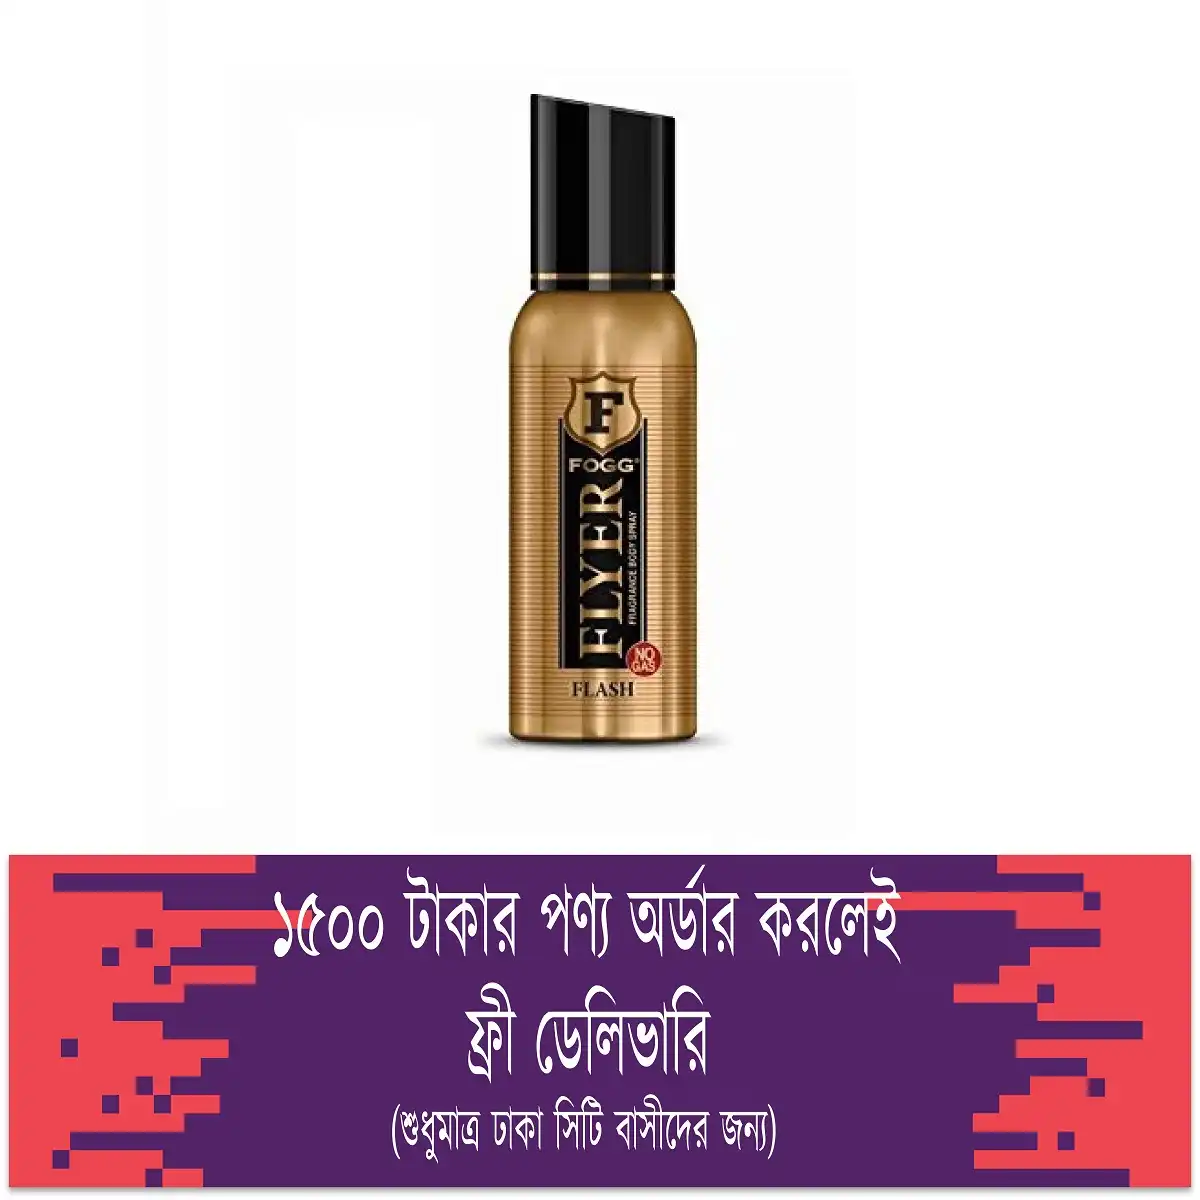 F
FOGG
FLYER
FRAGRANCE BODY SPRAY
NO
GAS
FLASH
১৫০০ টাকার পণ্য অর্ডার করলেই
ফ্রী ডেলিভারি
(শুধুমাত্র ঢাকা সিটি বাসীদের জন্য)